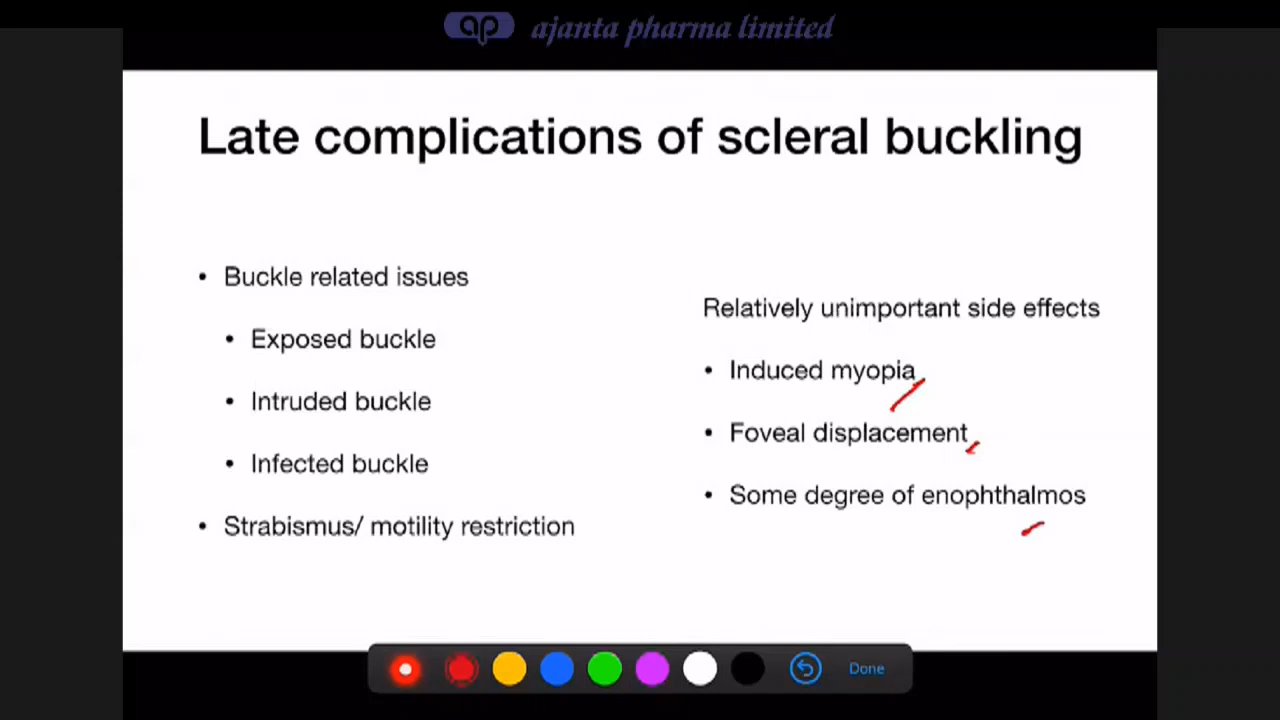 ap ajanta pharma limited
Late complications of scleral buckling
• Buckle related issues
• Exposed buckle
• Intruded buckle
• Infected buckle
• Strabismus/ motility restriction
Relatively unimportant side effects
• Induced myopia
• Foveal displacement
• Some degree of enophthalmos
Done